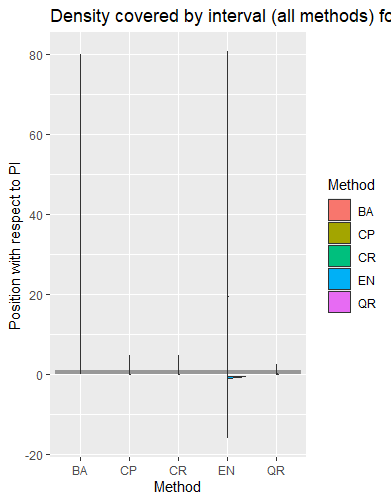 Density covered by interval (all methods) fo
Position with respect to PI
80
60
40
20
0
-20
BA
CP
CR
EN
QR
Method
Method
BA
CP
CR
EN
QR